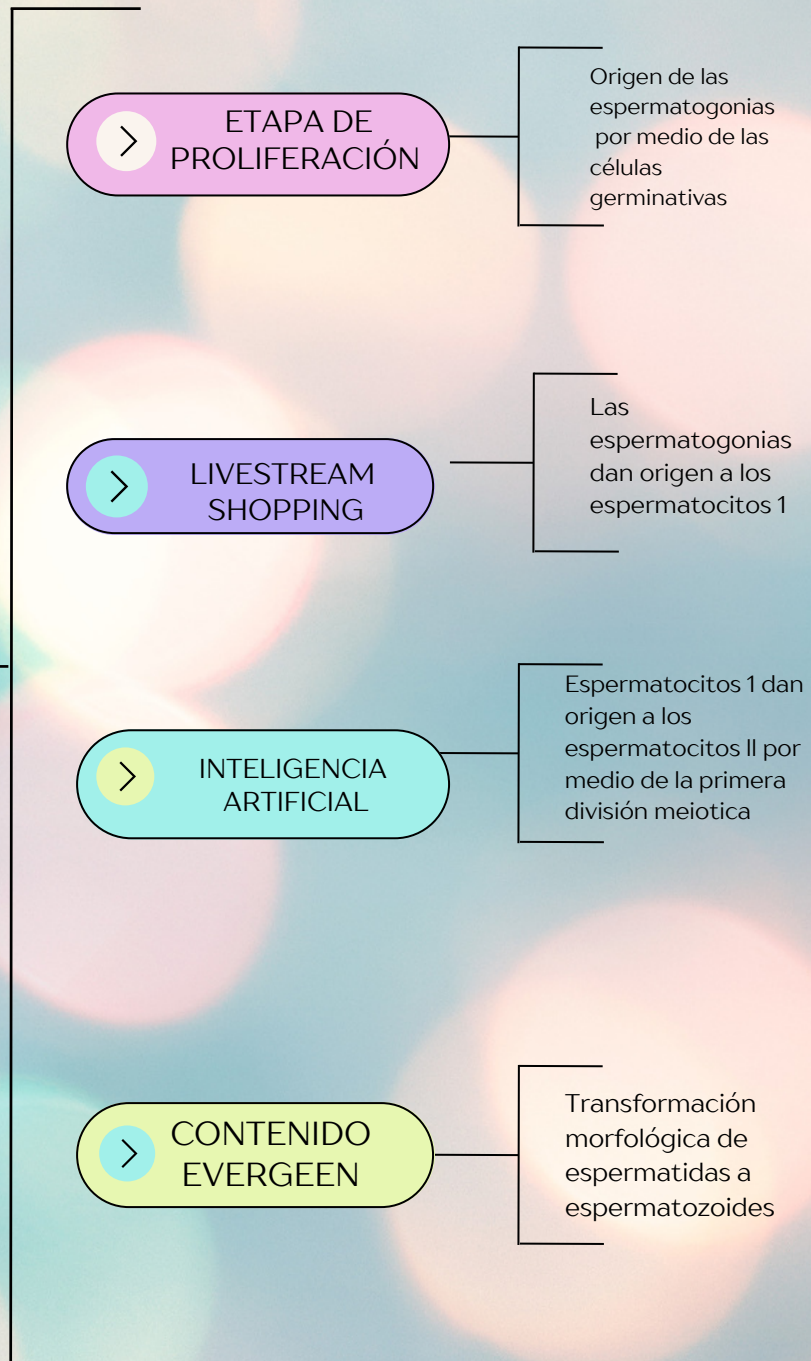 ETAPA DE
PROLIFERACIÓN
Origen de las
espermatogonias
por medio de las
células
germinativas
LIVESTREAM
SHOPPING
Las
espermatogonias
dan origen a los
espermatocitos 1
INTELIGENCIA
ARTIFICIAL
Espermatocitos 1 dan
origen a los
espermatocitos II por
medio de la primera
división meiotica
CONTENIDO
EVERGEEN
Transformación
morfológica de
espermatidas a
espermatozoides